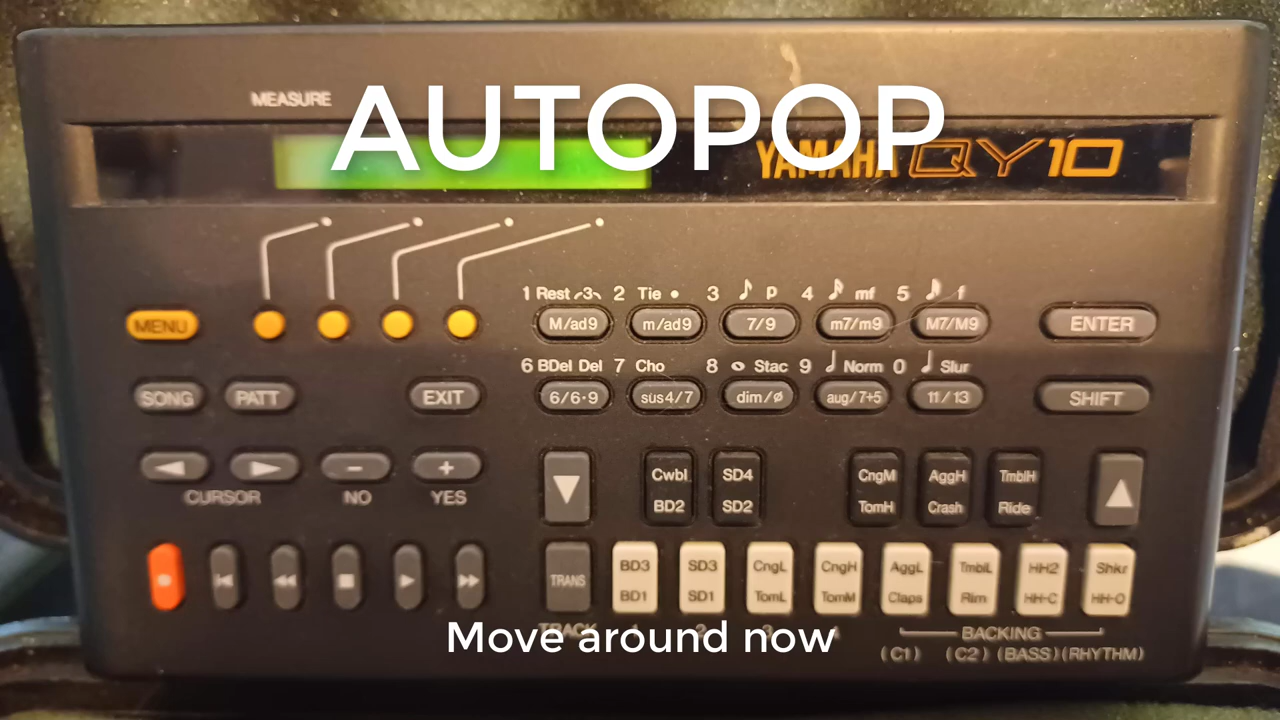 MEASURE
AUTOPOP
YAMAHA QY10
1 Rest 3 2 Tie 3 p 4 mf 5 f
MENU M/ad9 m/ad9 7/9 m7/m9 M7/M9 ENTER
6 BDel Del 7 Cho 8 Stac 9 Norm 0 Slur
SONG PATT EXIT 6/6•9 sus4/7 dim/ø aug/7+5 11/13 SHIFT
Cwbl SD4 CngM AggH TmblH
CURSOR NO YES
BD2 SD2 TomH Crash Ride
BD3 SD3 CngL CngH AggL TmblL HH2 Shkr
TRANS
BD1 SD1 TomL TomM Claps Rim HH-C HH-O
TRACK
Move around now
BACKING
(C1) (C2) (BASS) (RHYTHM)